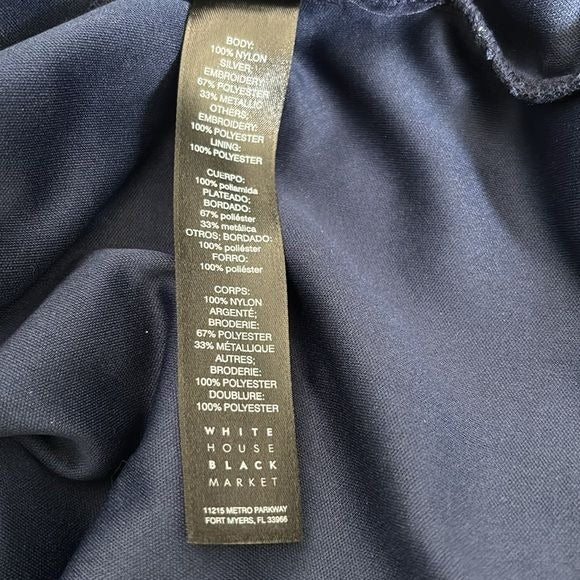 BODY:
100% NYLON
SILVER;
EMBROIDERY:
67% POLYESTER
33% METALLIC
OTHERS;
EMBROIDERY:
100% POLYESTER
LINING:
100% POLYESTER
CUERPO:
100% poliamida
PLATEADO:
BORDADO:
67% poliéster
33% metálica
OTROS; BORDADO:
100% poliéster
FORRO:
100% poliéster
CORPS:
100% NYLON
ARGENTÉ;
BRODERIE:
67% POLYESTER
33% MÉTALLIQUE
AUTRES;
BRODERIE:
100% POLYESTER
DOUBLURE:
100% POLYESTER
WHITE
HOUSE
BLACK
MARKET
11215 METRO PARKWAY
FORT MYERS, FL 33966